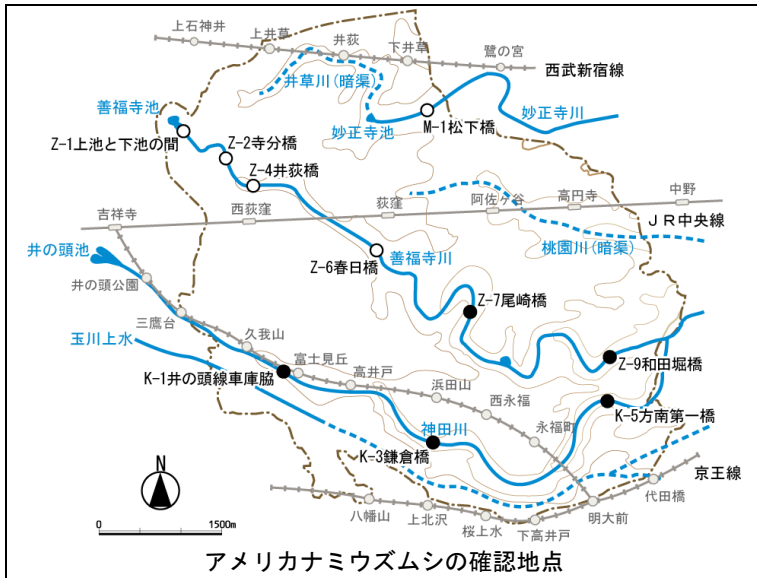 上石神井
上井草
井荻
下井草
鷺の宮
西武新宿線
井草川(暗渠)
善福寺池
妙正寺池
M-1松下橋
妙正寺川
Z-1上池と下池の間
Z-2寺分橋
Z-4井荻橋
吉祥寺
西荻窪
荻窪
阿佐ヶ谷
高円寺
中野
JR中央線
桃園川(暗渠)
井の頭池
井の頭公園
Z-6春日橋
善福寺川
Z-7尾崎橋
三鷹台
玉川上水
久我山
富士見丘
高井戸
K-1井の頭線車庫脇
浜田山
西永福
Z-9和田堀橋
K-5方南第一橋
永福町
神田川
K-3鎌倉橋
京王線
N
0
1500m
八幡山
上北沢
桜上水
下高井戸
明大前
代田橋
アメリカナミウズムシの確認地点